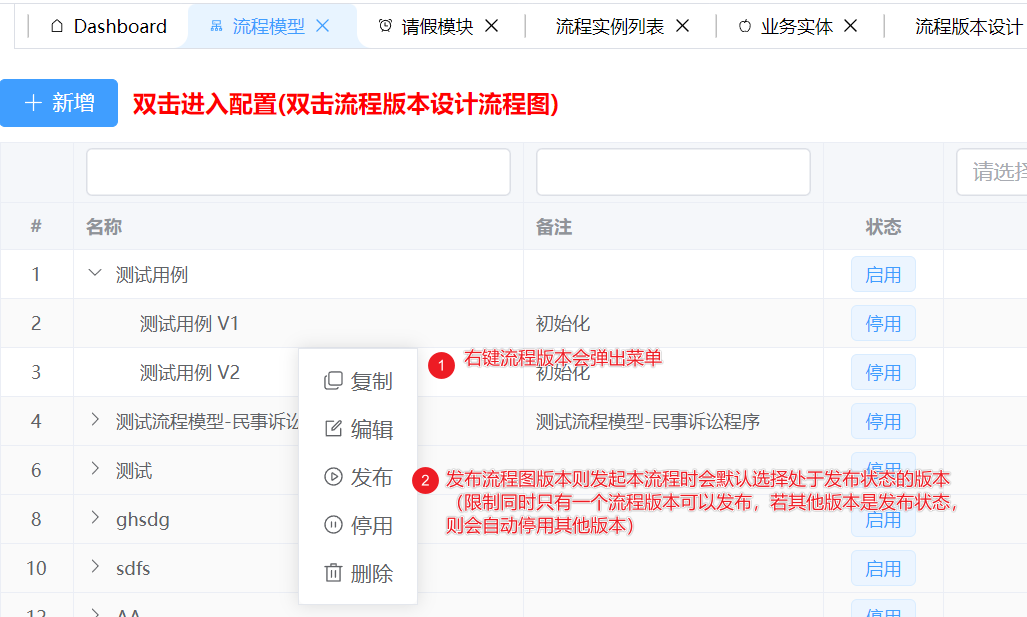 Dashboard 流程模型 请假模块 流程实例列表 业务实体 流程版本设计
新增 双击进入配置(双击流程版本设计流程图)
请选择
# 名称 备注 状态
1 测试用例 启用
2 测试用例 V1 初始化 停用
1 右键流程版本会弹出菜单
3 测试用例 V2 初始化 停用
复制
4 测试流程模型-民事诉讼 测试流程模型-民事诉讼程序 停用
编辑
6 测试 停用
发布
2 发布流程图版本则发起本流程时会默认选择处于发布状态的版本
（限制同时只有一个流程版本可以发布，若其他版本是发布状态，
则会自动停用其他版本）
8 ghsdg 启用
停用
10 sdfs 启用
删除
12 AA 停用